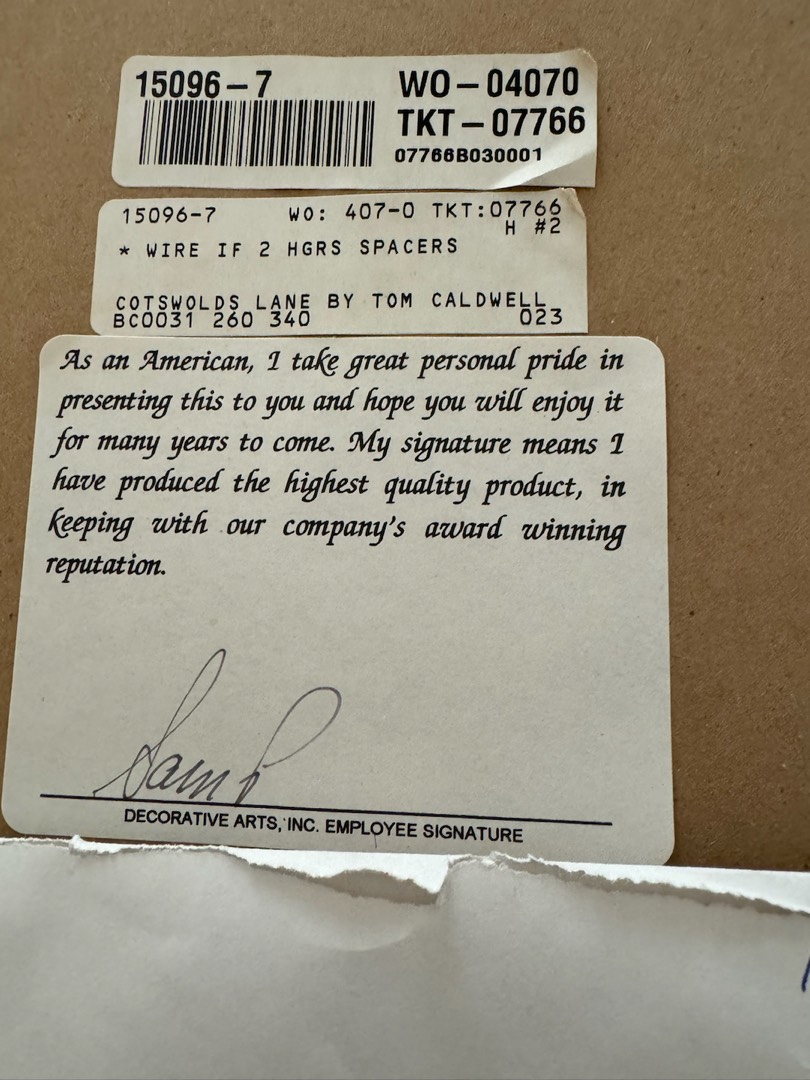 15096-7 WO-04070
TKT-07766
07766B030001
15096-7 WO: 407-0 TKT:07766
H #2
* WIRE IF 2 HGRS SPACERS
COTSWOLDS LANE BY TOM CALDWELL
BC0031 260 340 023
As an American, I take great personal pride in
presenting this to you and hope you will enjoy it
for many years to come. My signature means I
have produced the highest quality product, in
keeping with our company's award winning
reputation.
Sam P
DECORATIVE ARTS, INC. EMPLOYEE SIGNATURE